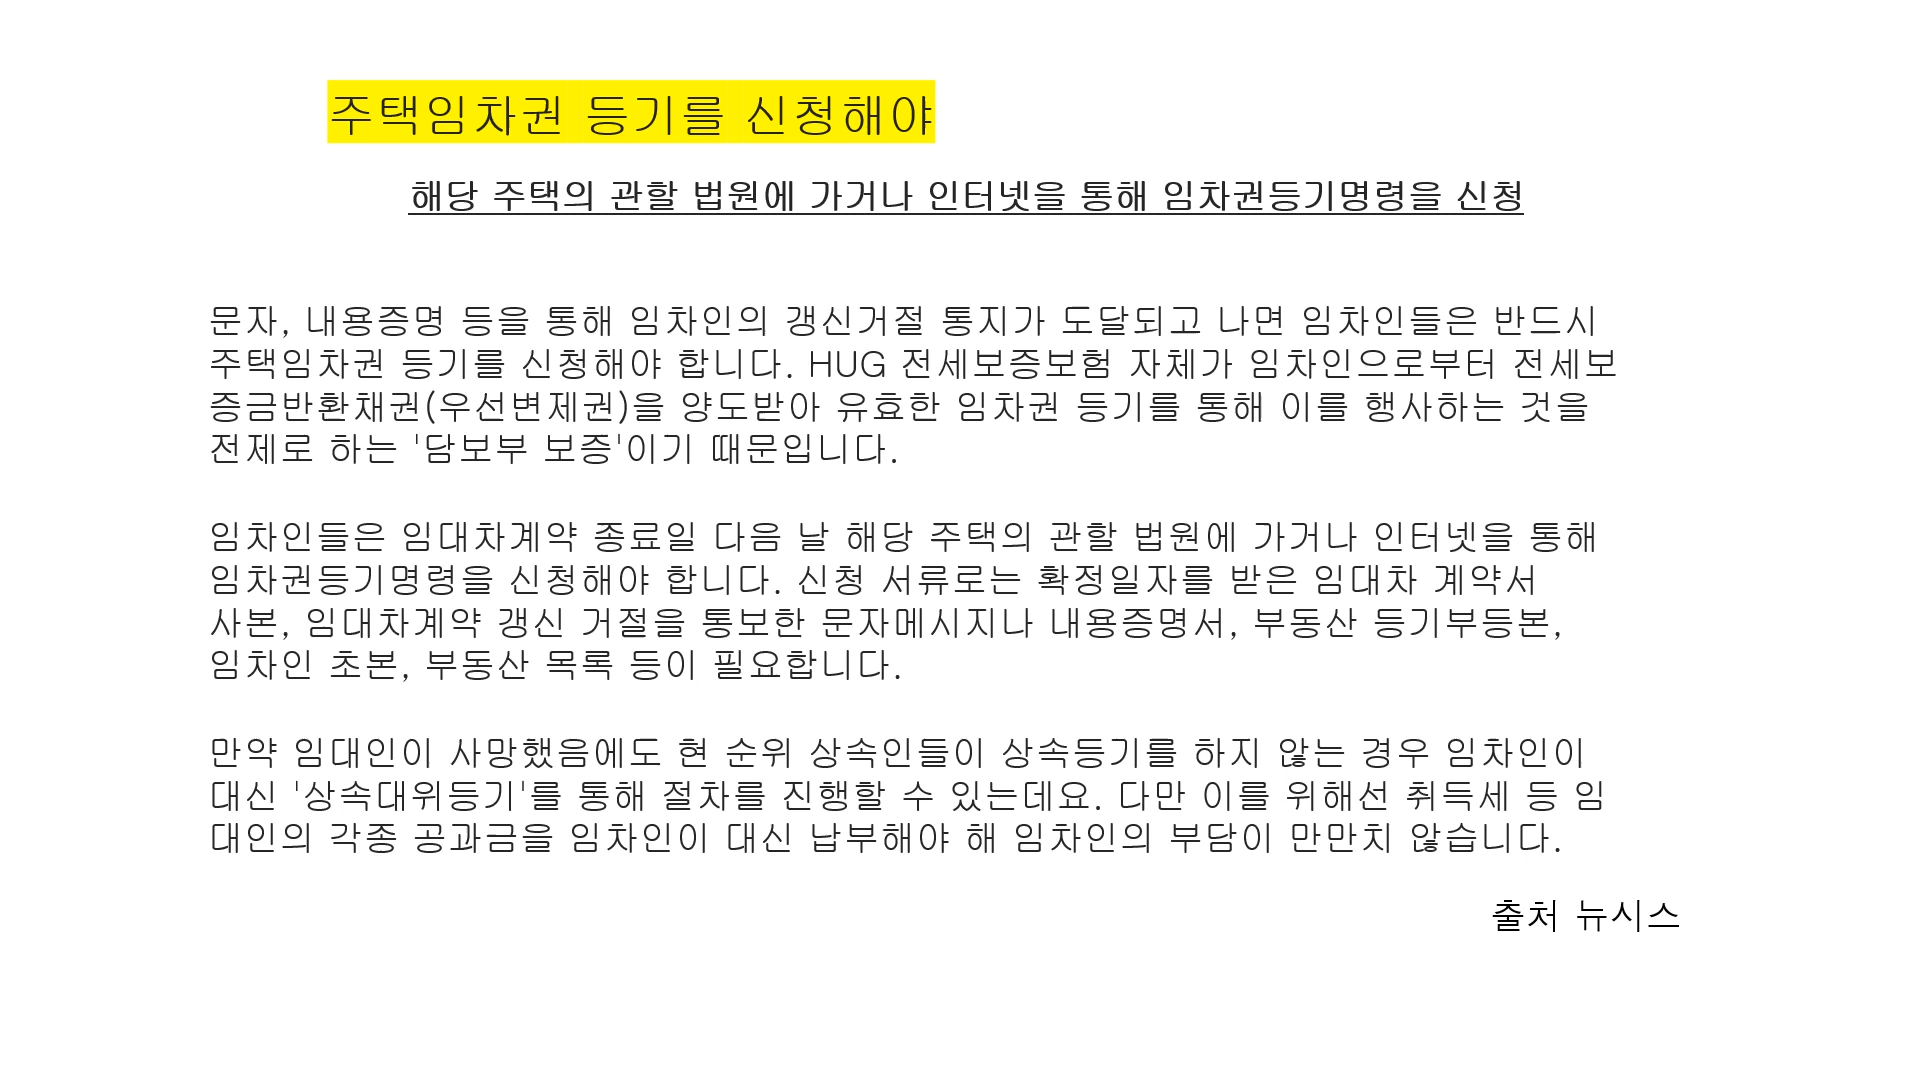 주택임차권 등기를 신청해야
해당 주택의 관할 법원에 가거나 인터넷을 통해 임차권등기명령을 신청
문자, 내용증명 등을 통해 임차인의 갱신거절 통지가 도달되고 나면 임차인들은 반드시
주택임차권 등기를 신청해야 합니다. HUG 전세보증보험 자체가 임차인으로부터 전세보
증금반환채권(우선변제권)을 양도받아 유효한 임차권 등기를 통해 이를 행사하는 것을
전제로 하는 '담보부 보증'이기 때문입니다.
임차인들은 임대차계약 종료일 다음 날 해당 주택의 관할 법원에 가거나 인터넷을 통해
임차권등기명령을 신청해야 합니다. 신청 서류로는 확정일자를 받은 임대차 계약서
사본, 임대차계약 갱신 거절을 통보한 문자메시지나 내용증명서, 부동산 등기부등본,
임차인 초본, 부동산 목록 등이 필요합니다.
만약 임대인이 사망했음에도 현 순위 상속인들이 상속등기를 하지 않는 경우 임차인이
대신 '상속대위등기'를 통해 절차를 진행할 수 있는데요. 다만 이를 위해선 취득세 등 임
대인의 각종 공과금을 임차인이 대신 납부해야 해 임차인의 부담이 만만치 않습니다.
출처 뉴시스